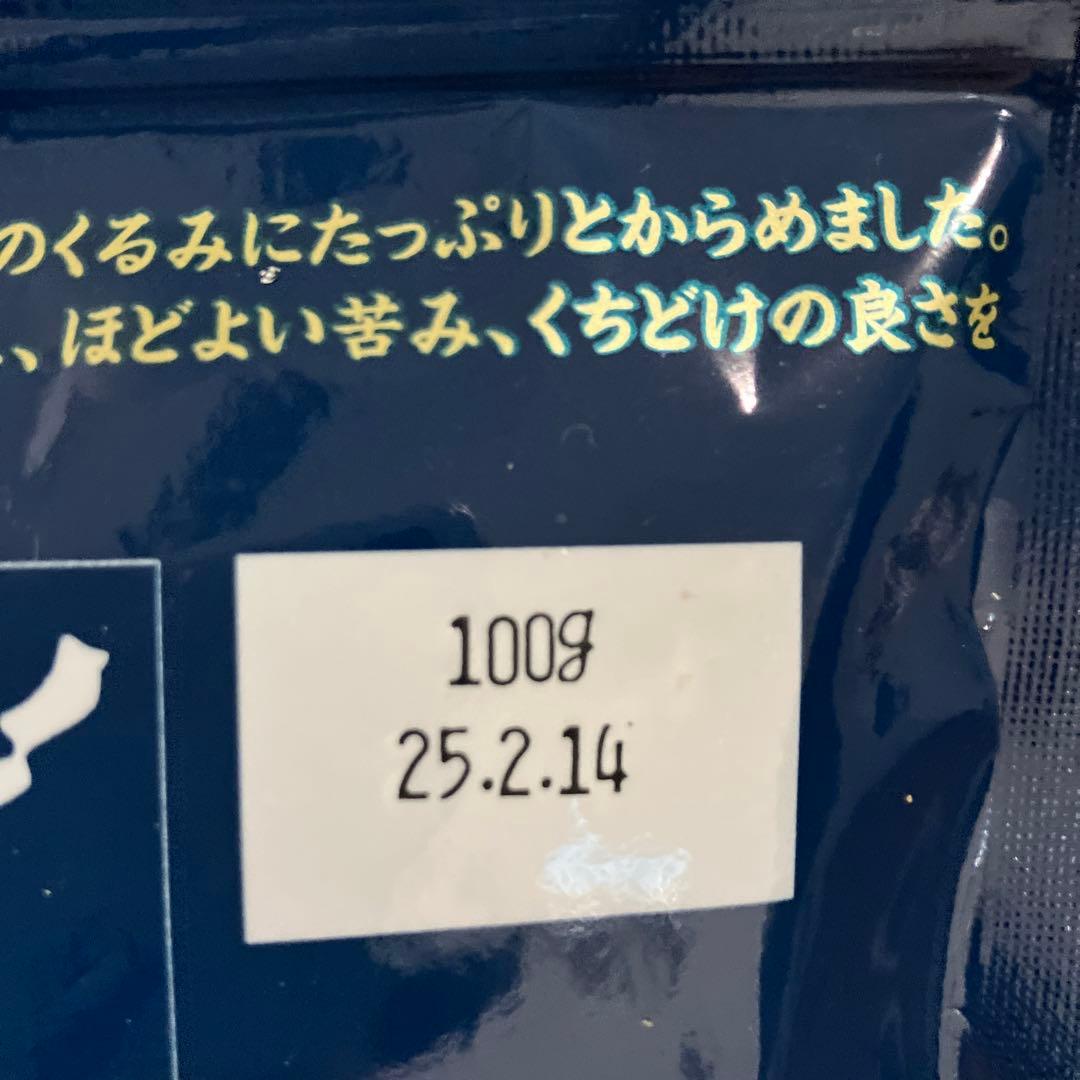 のくるみにたっぷりとからめました。
、ほどよい苦み、くちどけの良さを
100g
25.2.14